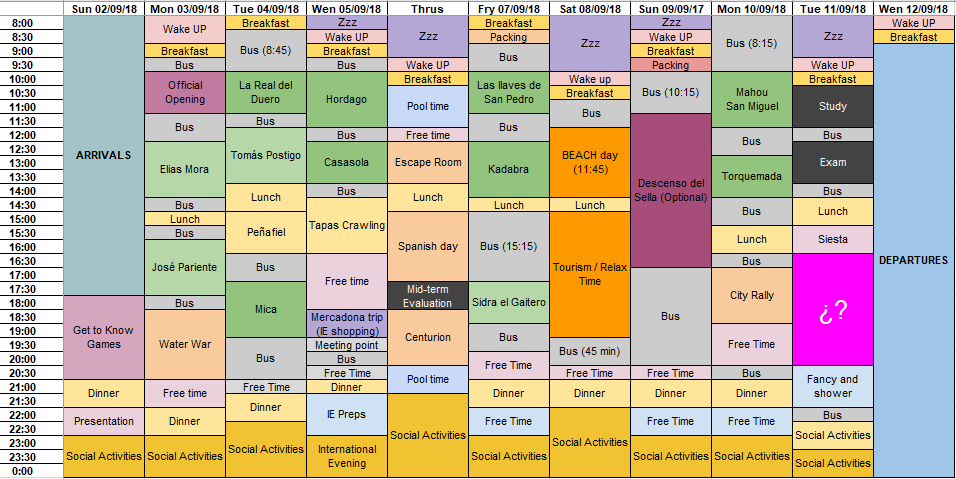 Sun 02/09/18 Mon 03/09/18 Tue 04/09/18 Wen 05/09/18 Thrus Fry 07/09/18 Sat 08/09/18 Sun 09/09/17 Mon 10/09/18 Tue 11/09/18 Wen 12/09/18
8:00 Wake UP Breakfast Zzz Breakfast Zzz Wake UP
8:30 Bus (8:45) Wake UP Zzz Packing Zzz Wake UP Bus (8:15) Zzz Breakfast
9:00 Breakfast Breakfast Bus Breakfast
9:30 Bus Bus Wake UP Packing Wake UP
10:00 Official La Real del Breakfast Las llaves de Wake up Bus (10:15) Mahou Breakfast
10:30 Opening Duero Hordago Pool time San Pedro Breakfast San Miguel Study
11:00 Bus
11:30 Bus Bus Bus
12:00 Bus Free time Bus
12:30 ARRIVALS Elias Mora Tomás Postigo Casasola Escape Room Kadabra BEACH day Bus Exam
13:00 (11:45) Torquemada
13:30 Descenso del
14:00 Lunch Bus Lunch Sella (Optional) Bus
14:30 Bus Tapas Crawling Lunch Lunch Bus Lunch
15:00 Lunch Peñafiel
15:30 Bus Spanish day Bus (15:15) Lunch Siesta
16:00 José Pariente Bus Free time Tourism / Relax DEPARTURES
16:30 Time Bus
17:00 City Rally
17:30 Mica Mid-term Sidra el Gaitero ¿?
18:00 Get to Know Bus Evaluation
18:30 Games Water War Mercadona trip Centurion Bus Free Time
19:00 (IE shopping) Bus
19:30 Bus Meeting point Bus (45 min)
20:00 Bus Free Time
20:30 Free Time Pool time Free Time Free Time Bus Fancy and
21:00 Dinner Free time Free Time Dinner Dinner Dinner Dinner Dinner shower
21:30 Dinner IE Preps Social Activities
22:00 Presentation Dinner Free Time Social Activities Free Time Free Time Bus
22:30 Social Activities Social Activities
23:00 Social Activities Social Activities International Social Activities Social Activities Social Activities
23:30 Evening Social Activities
0:00